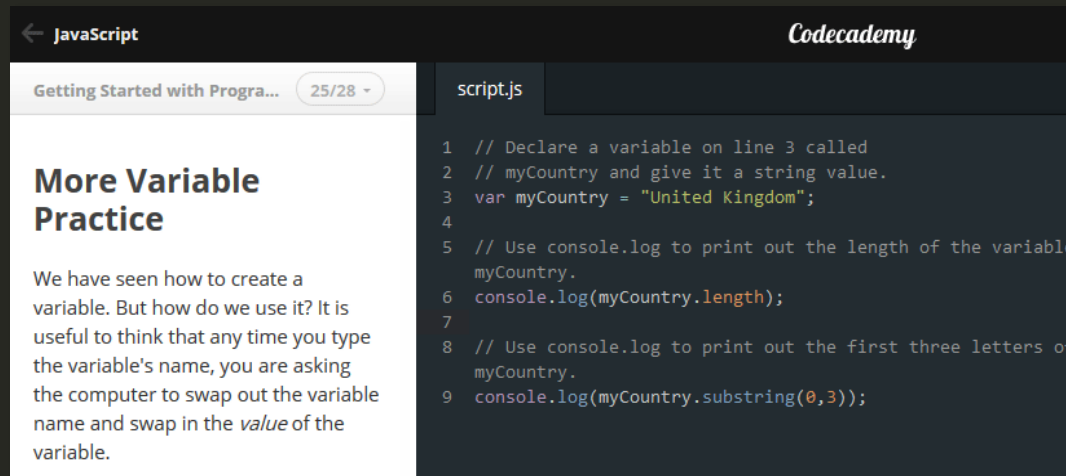 JavaScript
Codecademy
Getting Started with Progra...
25/28
script.js
More Variable
Practice
We have seen how to create a
variable. But how do we use it? It is
useful to think that any time you type
the variable's name, you are asking
the computer to swap out the variable
name and swap in the value of the
variable.
1 // Declare a variable on line 3 called
2 // myCountry and give it a string value.
3 var myCountry = "United Kingdom";
4
5 // Use console.log to print out the length of the variable
myCountry.
6 console.log(myCountry.length);
7
8 // Use console.log to print out the first three letters of
myCountry.
9 console.log(myCountry.substring(0,3));